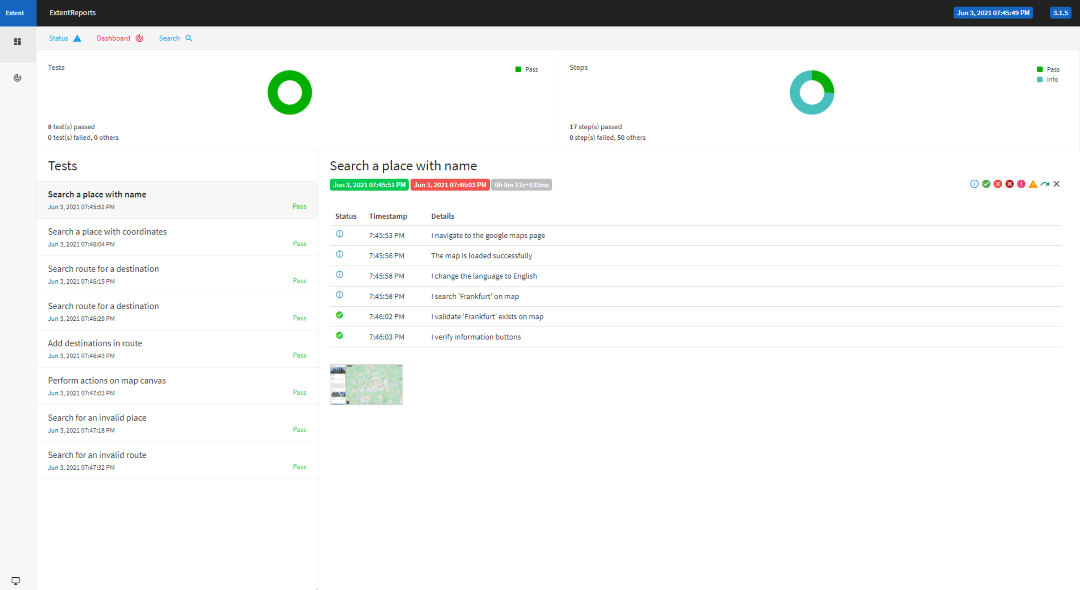 Extent
ExtentReports
Jun 3, 2021 07:45:49 PM
3.1.5
Status
Dashboard
Search
Tests
Pass
8 test(s) passed
0 test(s) failed, 0 others
Steps
Pass
Info
17 step(s) passed
0 step(s) failed, 50 others
Tests
Search a place with name
Jun 3, 2021 07:45:51 PM
Pass
Search a place with coordinates
Jun 3, 2021 07:46:04 PM
Pass
Search route for a destination
Jun 3, 2021 07:46:15 PM
Pass
Search route for a destination
Jun 3, 2021 07:46:29 PM
Pass
Add destinations in route
Jun 3, 2021 07:46:43 PM
Pass
Perform actions on map canvas
Jun 3, 2021 07:47:01 PM
Pass
Search for an invalid place
Jun 3, 2021 07:47:18 PM
Pass
Search for an invalid route
Jun 3, 2021 07:47:32 PM
Pass
Search a place with name
Jun 3, 2021 07:45:51 PM
Jun 3, 2021 07:46:03 PM
0h 0m 11s+133ms
Status Timestamp Details
7:45:53 PM I navigate to the google maps page
7:45:56 PM The map is loaded successfully
7:45:58 PM I change the language to English
7:45:58 PM I search 'Frankfurt' on map
7:46:02 PM I validate 'Frankfurt' exists on map
7:46:03 PM I verify information buttons